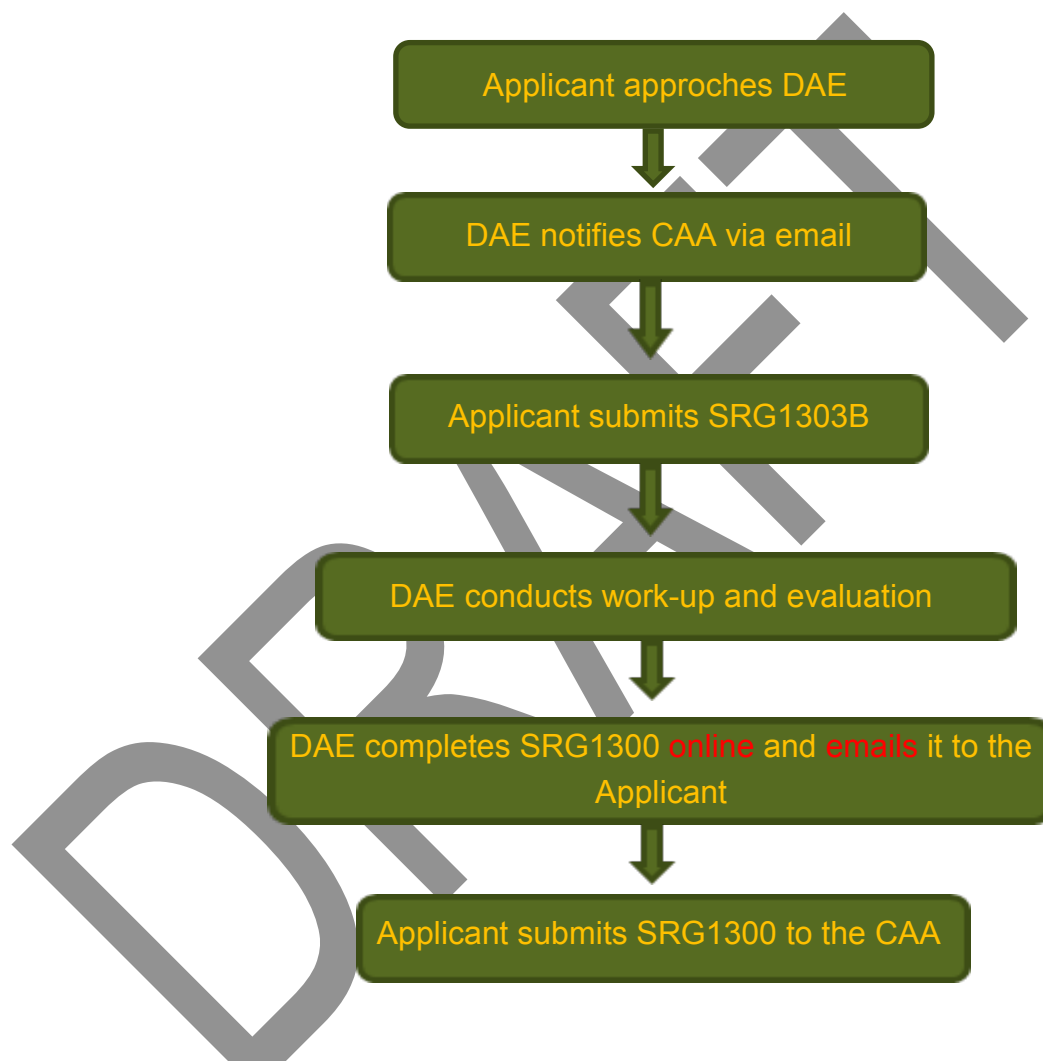 Applicant approches DAE
DAE notifies CAA via email
Applicant submits SRG1303B
DAE conducts work-up and evaluation
DAE completes SRG1300 online and emails it to the
Applicant
Applicant submits SRG1300 to the CAA
DRAFT